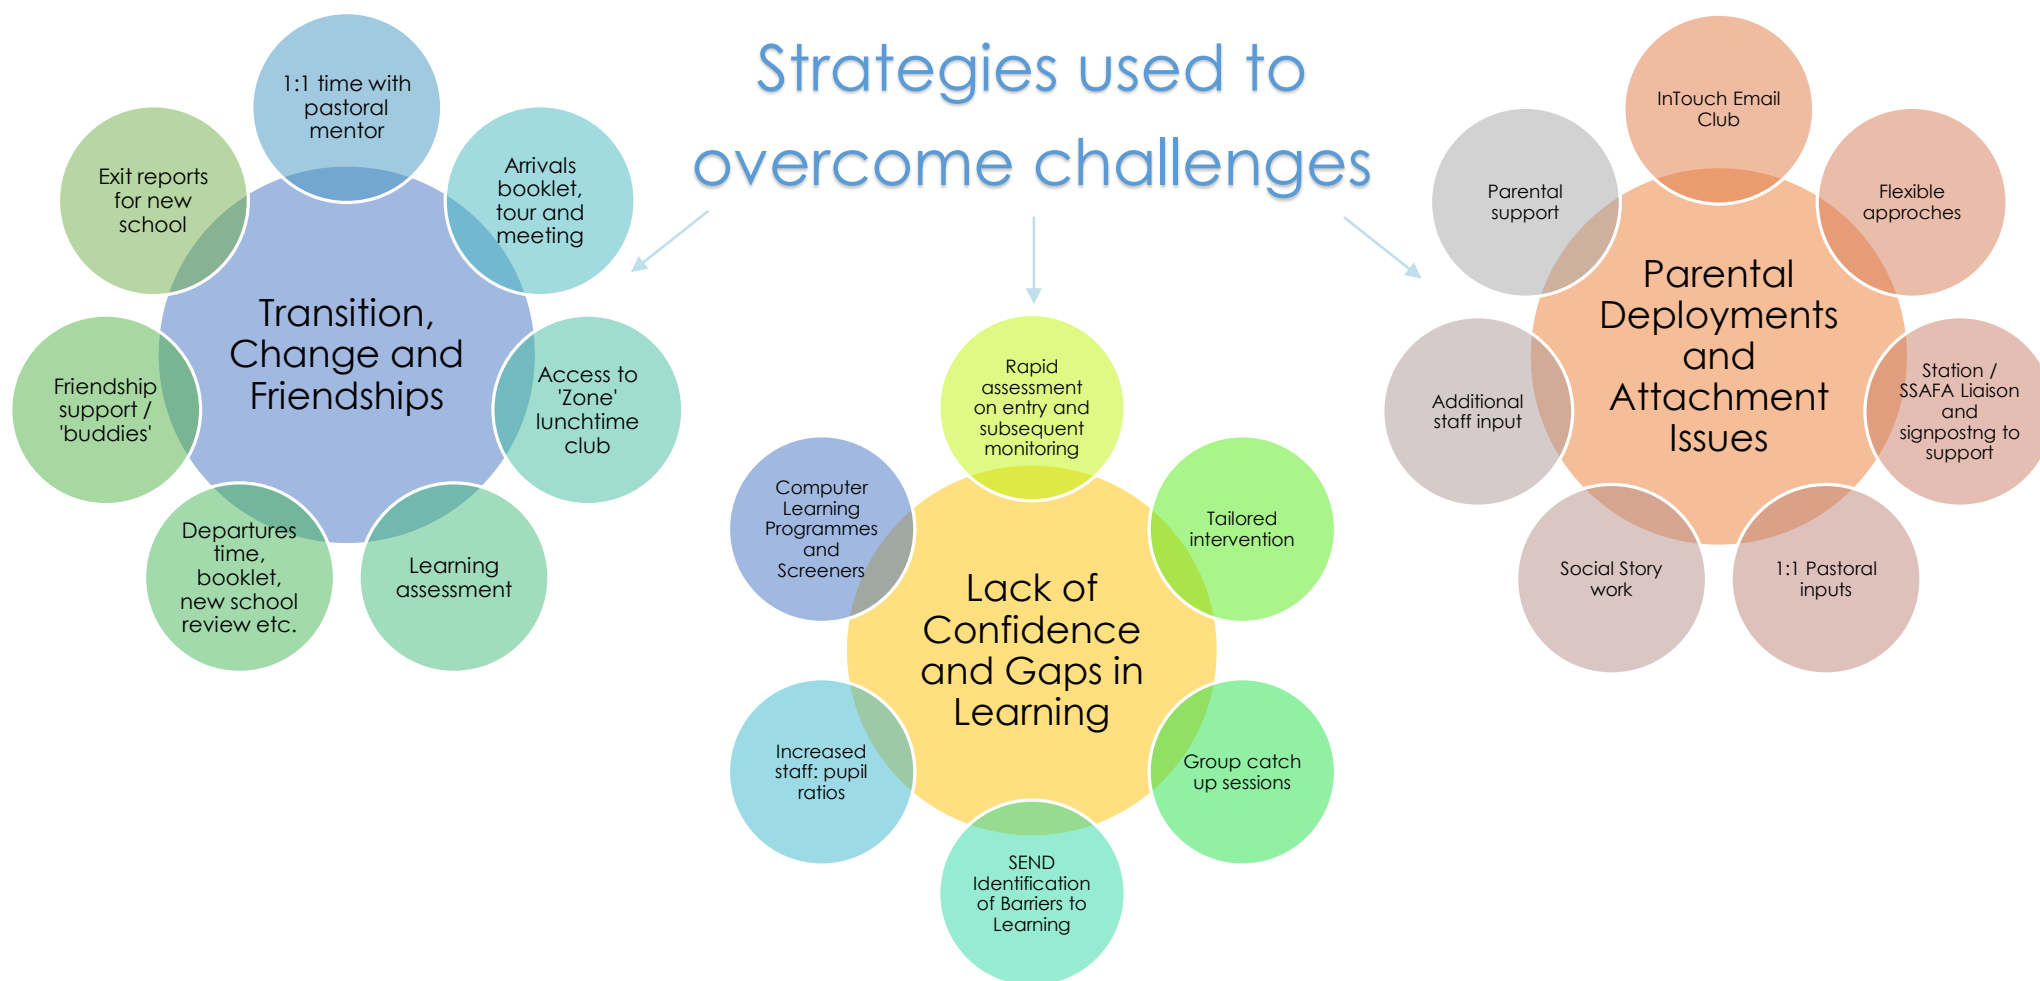 Strategies used to
overcome challenges
Transition,
Change and
Friendships
1:1 time with
pastoral
mentor
Arrivals
booklet,
tour and
meeting
Access to
'Zone'
lunchtime
club
Learning
assessment
Departures
time,
booklet,
new school
review etc.
Friendship
support /
'buddies'
Exit reports
for new
school
Lack of
Confidence
and Gaps in
Learning
Rapid
assessment
on entry and
subsequent
monitoring
Tailored
intervention
Group catch
up sessions
SEND
Identification
of Barriers to
Learning
Increased
staff: pupil
ratios
Computer
Learning
Programmes
and
Screeners
Parental
Deployments
and
Attachment
Issues
InTouch Email
Club
Flexible
approches
Station /
SSAFA Liaison
and
signpostng to
support
1:1 Pastoral
inputs
Social Story
work
Additional
staff input
Parental
support